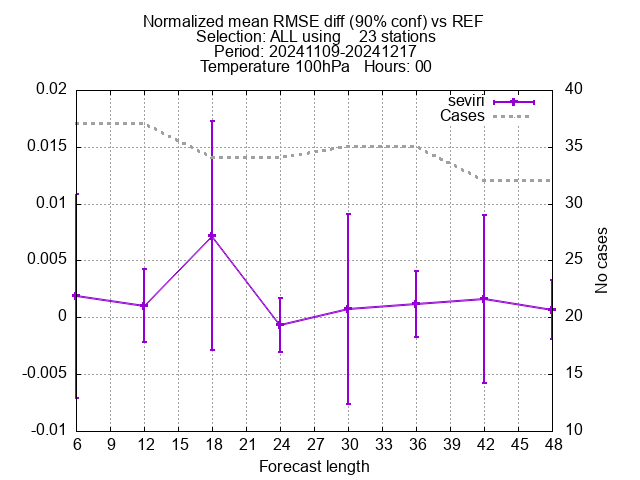 Normalized mean RMSE diff (90% conf) vs REF
Selection: ALL using    23 stations
Period: 20241109-20241217
Temperature 100hPa   Hours: 00
seviri
Cases
0.02
0.015
0.01
0.005
0
-0.005
-0.01
40
35
30
25
20
15
10
No cases
6 9 12 15 18 21 24 27 30 33 36 39 42 45 48
Forecast length